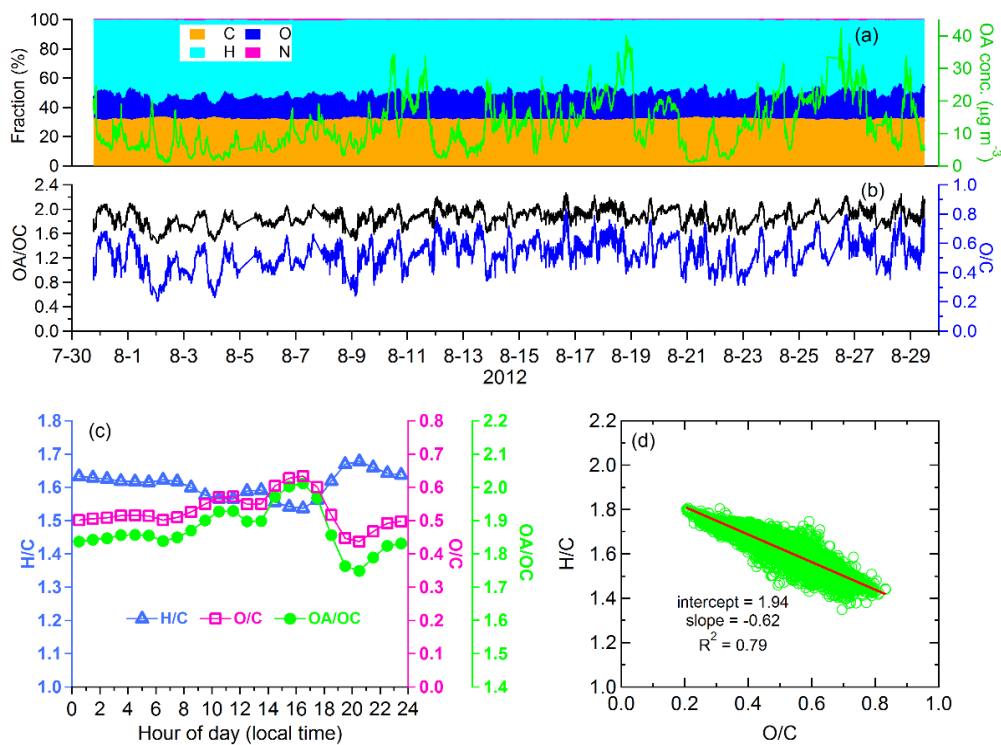 100
80
60
40
20
0
Fraction (%)
C O
H N
(a)
40
30
20
10
0
OA conc. (μg m-3)
2.4
2.0
1.6
1.2
0.8
0.4
0.0
OA/OC
(b)
1.0
0.8
0.6
0.4
0.2
0.0
O/C
7-30 8-1 8-3 8-5 8-7 8-9 8-11 8-13 8-15 8-17 8-19 8-21 8-23 8-25 8-27 8-29
2012
(c)
1.8
1.7
1.6
1.5
1.4
1.3
1.2
1.1
1.0
H/C
0.8
0.7
0.6
0.5
0.4
0.3
0.2
0.1
0.0
O/C
2.2
2.1
2.0
1.9
1.8
1.7
1.6
1.5
1.4
OA/OC
H/C O/C OA/OC
0 2 4 6 8 10 12 14 16 18 20 22 24
Hour of day (local time)
(d)
2.2
2.0
1.8
1.6
1.4
1.2
1.0
H/C
intercept = 1.94
slope = -0.62
R2 = 0.79
0.0 0.2 0.4 0.6 0.8 1.0
O/C